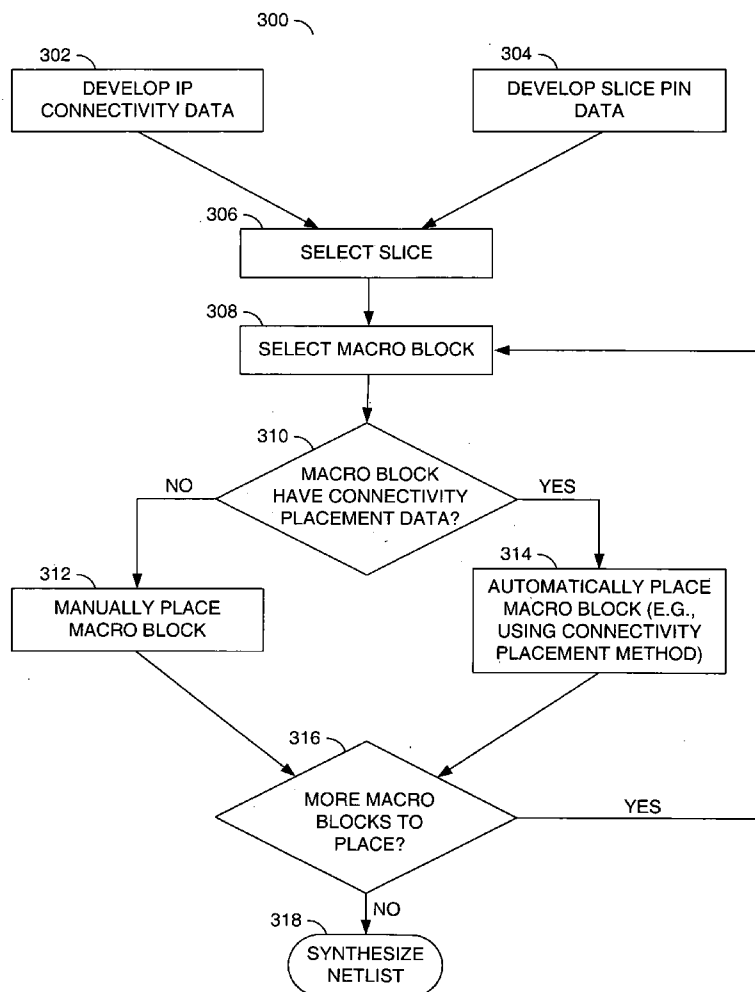 300
302
DEVELOP IP
CONNECTIVITY DATA
304
DEVELOP SLICE PIN
DATA
306
SELECT SLICE
308
SELECT MACRO BLOCK
310
MACRO BLOCK
HAVE CONNECTIVITY
PLACEMENT DATA?
NO
YES
312
MANUALLY PLACE
MACRO BLOCK
314
AUTOMATICALLY PLACE
MACRO BLOCK (E.G.,
USING CONNECTIVITY
PLACEMENT METHOD)
316
MORE MACRO
BLOCKS TO
PLACE?
YES
NO
318
SYNTHESIZE
NETLIST